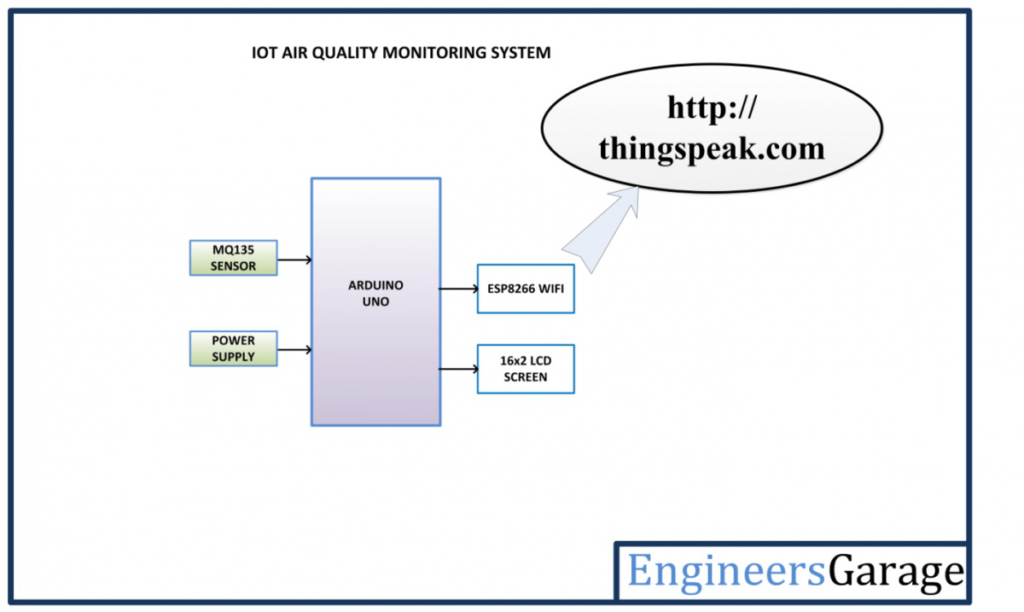 IOT AIR QUALITY MONITORING SYSTEM
http://
thingspeak.com
MQ135
SENSOR
ARDUINO
UNO
ESP8266 WIFI
POWER
SUPPLY
16x2 LCD
SCREEN
EngineersGarage